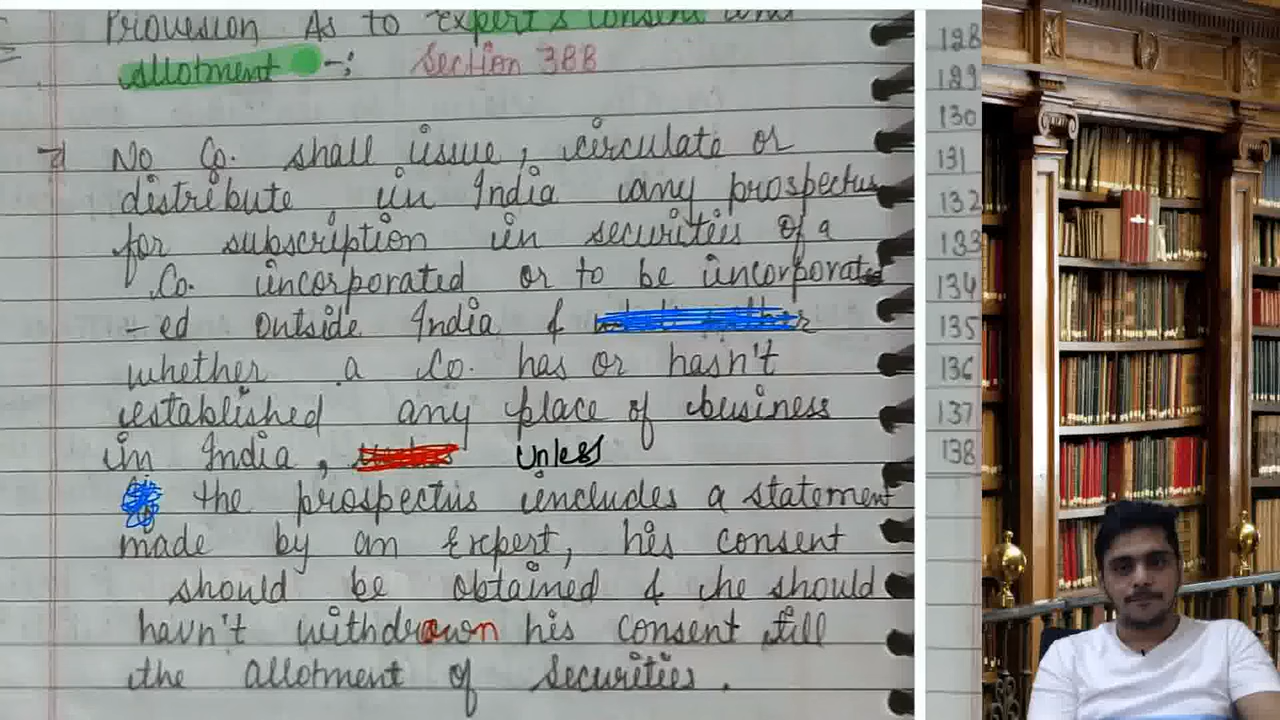 Provision As to Expert's consent and
allotment -: Section 388
No Co. shall issue, circulate or
distribute in India any prospectus
for subscription in securities of a
Co. incorporated or to be incorporat
-ed outside India &
whether a Co. has or hasn't
established any place of business
in India, unless
the prospectus includes a statement
made by an Expert, his consent
should be obtained & he should
havn't withdrawn his consent till
the allotment of securities.
128
129
130
131
132
133
134
135
136
137
138